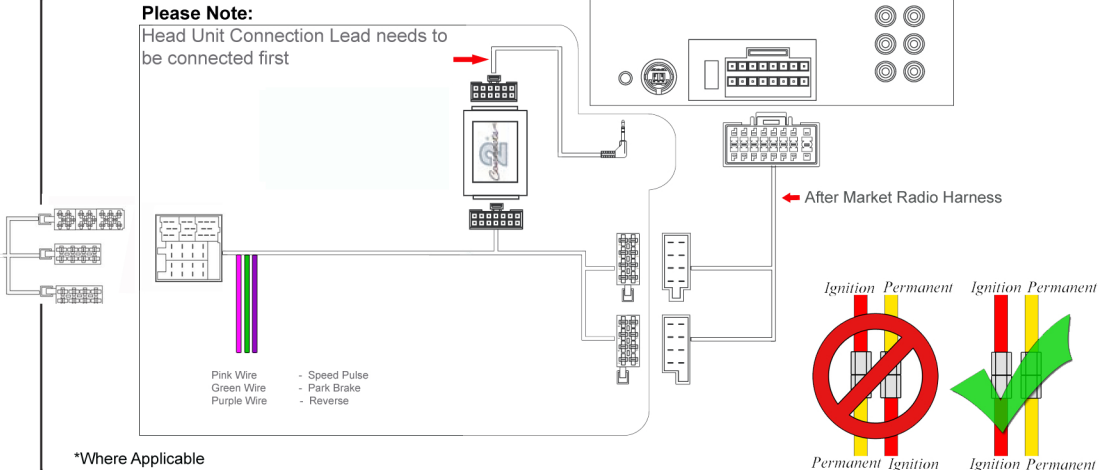 Please Note:
Head Unit Connection Lead needs to
be connected first
2
After Market Radio Harness
Ignition Permanent Ignition Permanent
Pink Wire - Speed Pulse
Green Wire - Park Brake
Purple Wire - Reverse
*Where Applicable
Permanent Ignition Ignition Permanent